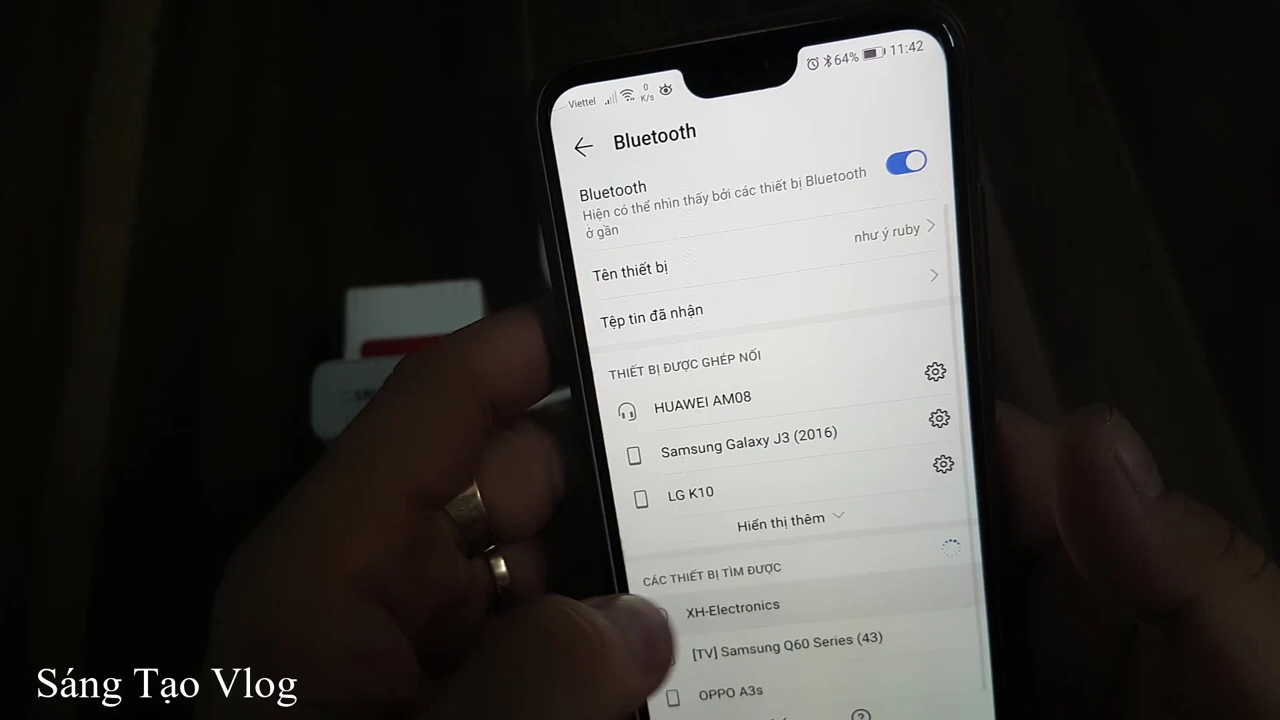 Viettel
0
K/s
64%
11:42
Bluetooth
Bluetooth
Hiện có thể nhìn thấy bởi các thiết bị Bluetooth
ở gần
Tên thiết bị
như ý ruby
Tệp tin đã nhận
THIẾT BỊ ĐƯỢC GHÉP NỐI
HUAWEI AM08
Samsung Galaxy J3 (2016)
LG K10
Hiển thị thêm
CÁC THIẾT BỊ TÌM ĐƯỢC
XH-Electronics
[TV] Samsung Q60 Series (43)
OPPO A3s
Sáng Tạo Vlog